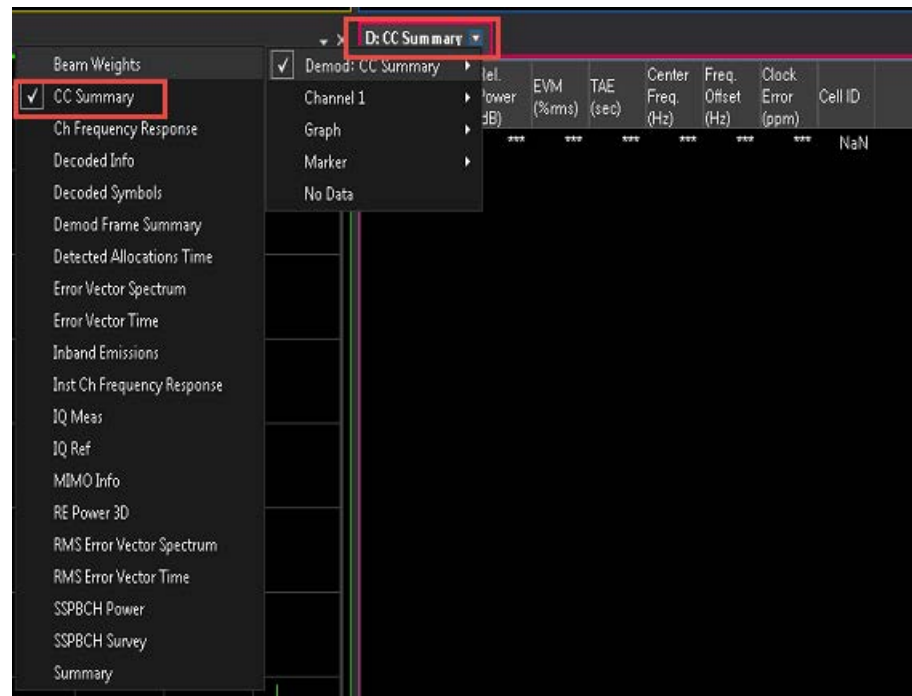 D: CC Summary
Beam Weights
CC Summary
Ch Frequency Response
Decoded Info
Decoded Symbols
Demod Frame Summary
Detected Allocations Time
Error Vector Spectrum
Error Vector Time
Inband Emissions
Inst Ch Frequency Response
IQ Meas
IQ Ref
MIMO Info
RE Power 3D
RMS Error Vector Spectrum
RMS Error Vector Time
SSPBCH Power
SSPBCH Survey
Summary
Demod: CC Summary
Channel 1
Graph
Marker
No Data
EVM
(%rms)
TAE
(sec)
Center
Freq.
(Hz)
Freq.
Offset
(Hz)
Clock
Error
(ppm)
Cell ID
*** *** *** *** *** *** NaN